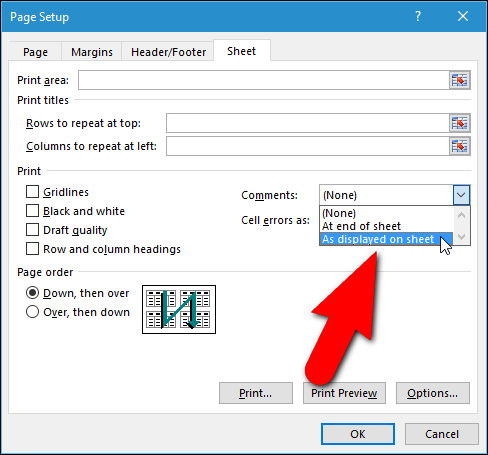 Page Setup
?
Page Margins Header/Footer Sheet
Print area:
Print titles
Rows to repeat at top:
Columns to repeat at left:
Print
Gridlines
Black and white
Draft quality
Row and column headings
Comments: (None)
Cell errors as:
(None)
At end of sheet
As displayed on sheet
Page order
Down, then over
Over, then down
Print... Print Preview Options...
OK Cancel